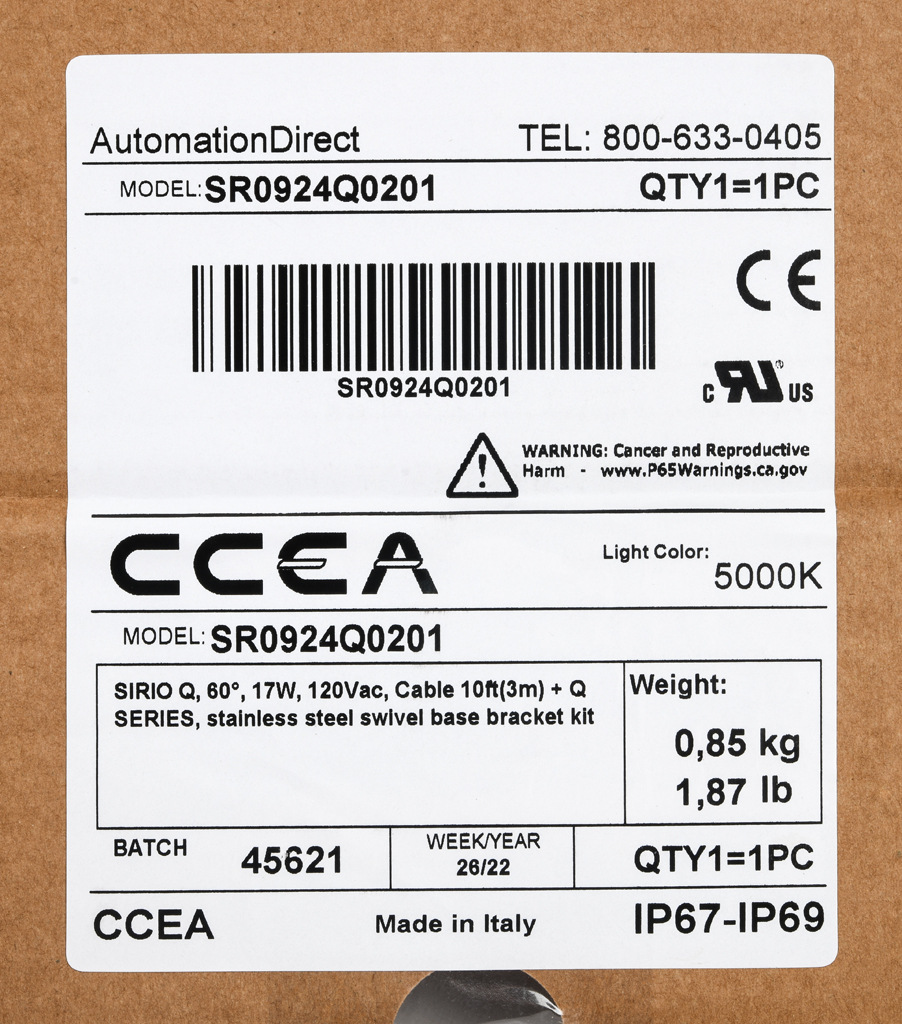 AutomationDirect TEL: 800-633-0405
MODEL: SR0924Q0201 QTY1=1PC
CE
SR0924Q0201
c RU® US
WARNING: Cancer and Reproductive
Harm - www.P65Warnings.ca.gov
CCEA
Light Color:
5000K
MODEL: SR0924Q0201
SIRIO Q, 60°, 17W, 120Vac, Cable 10ft(3m) + Q
SERIES, stainless steel swivel base bracket kit
Weight:
0,85 kg
1,87 lb
BATCH 45621
WEEK/YEAR
26/22
QTY1=1PC
CCEA Made in Italy IP67-IP69